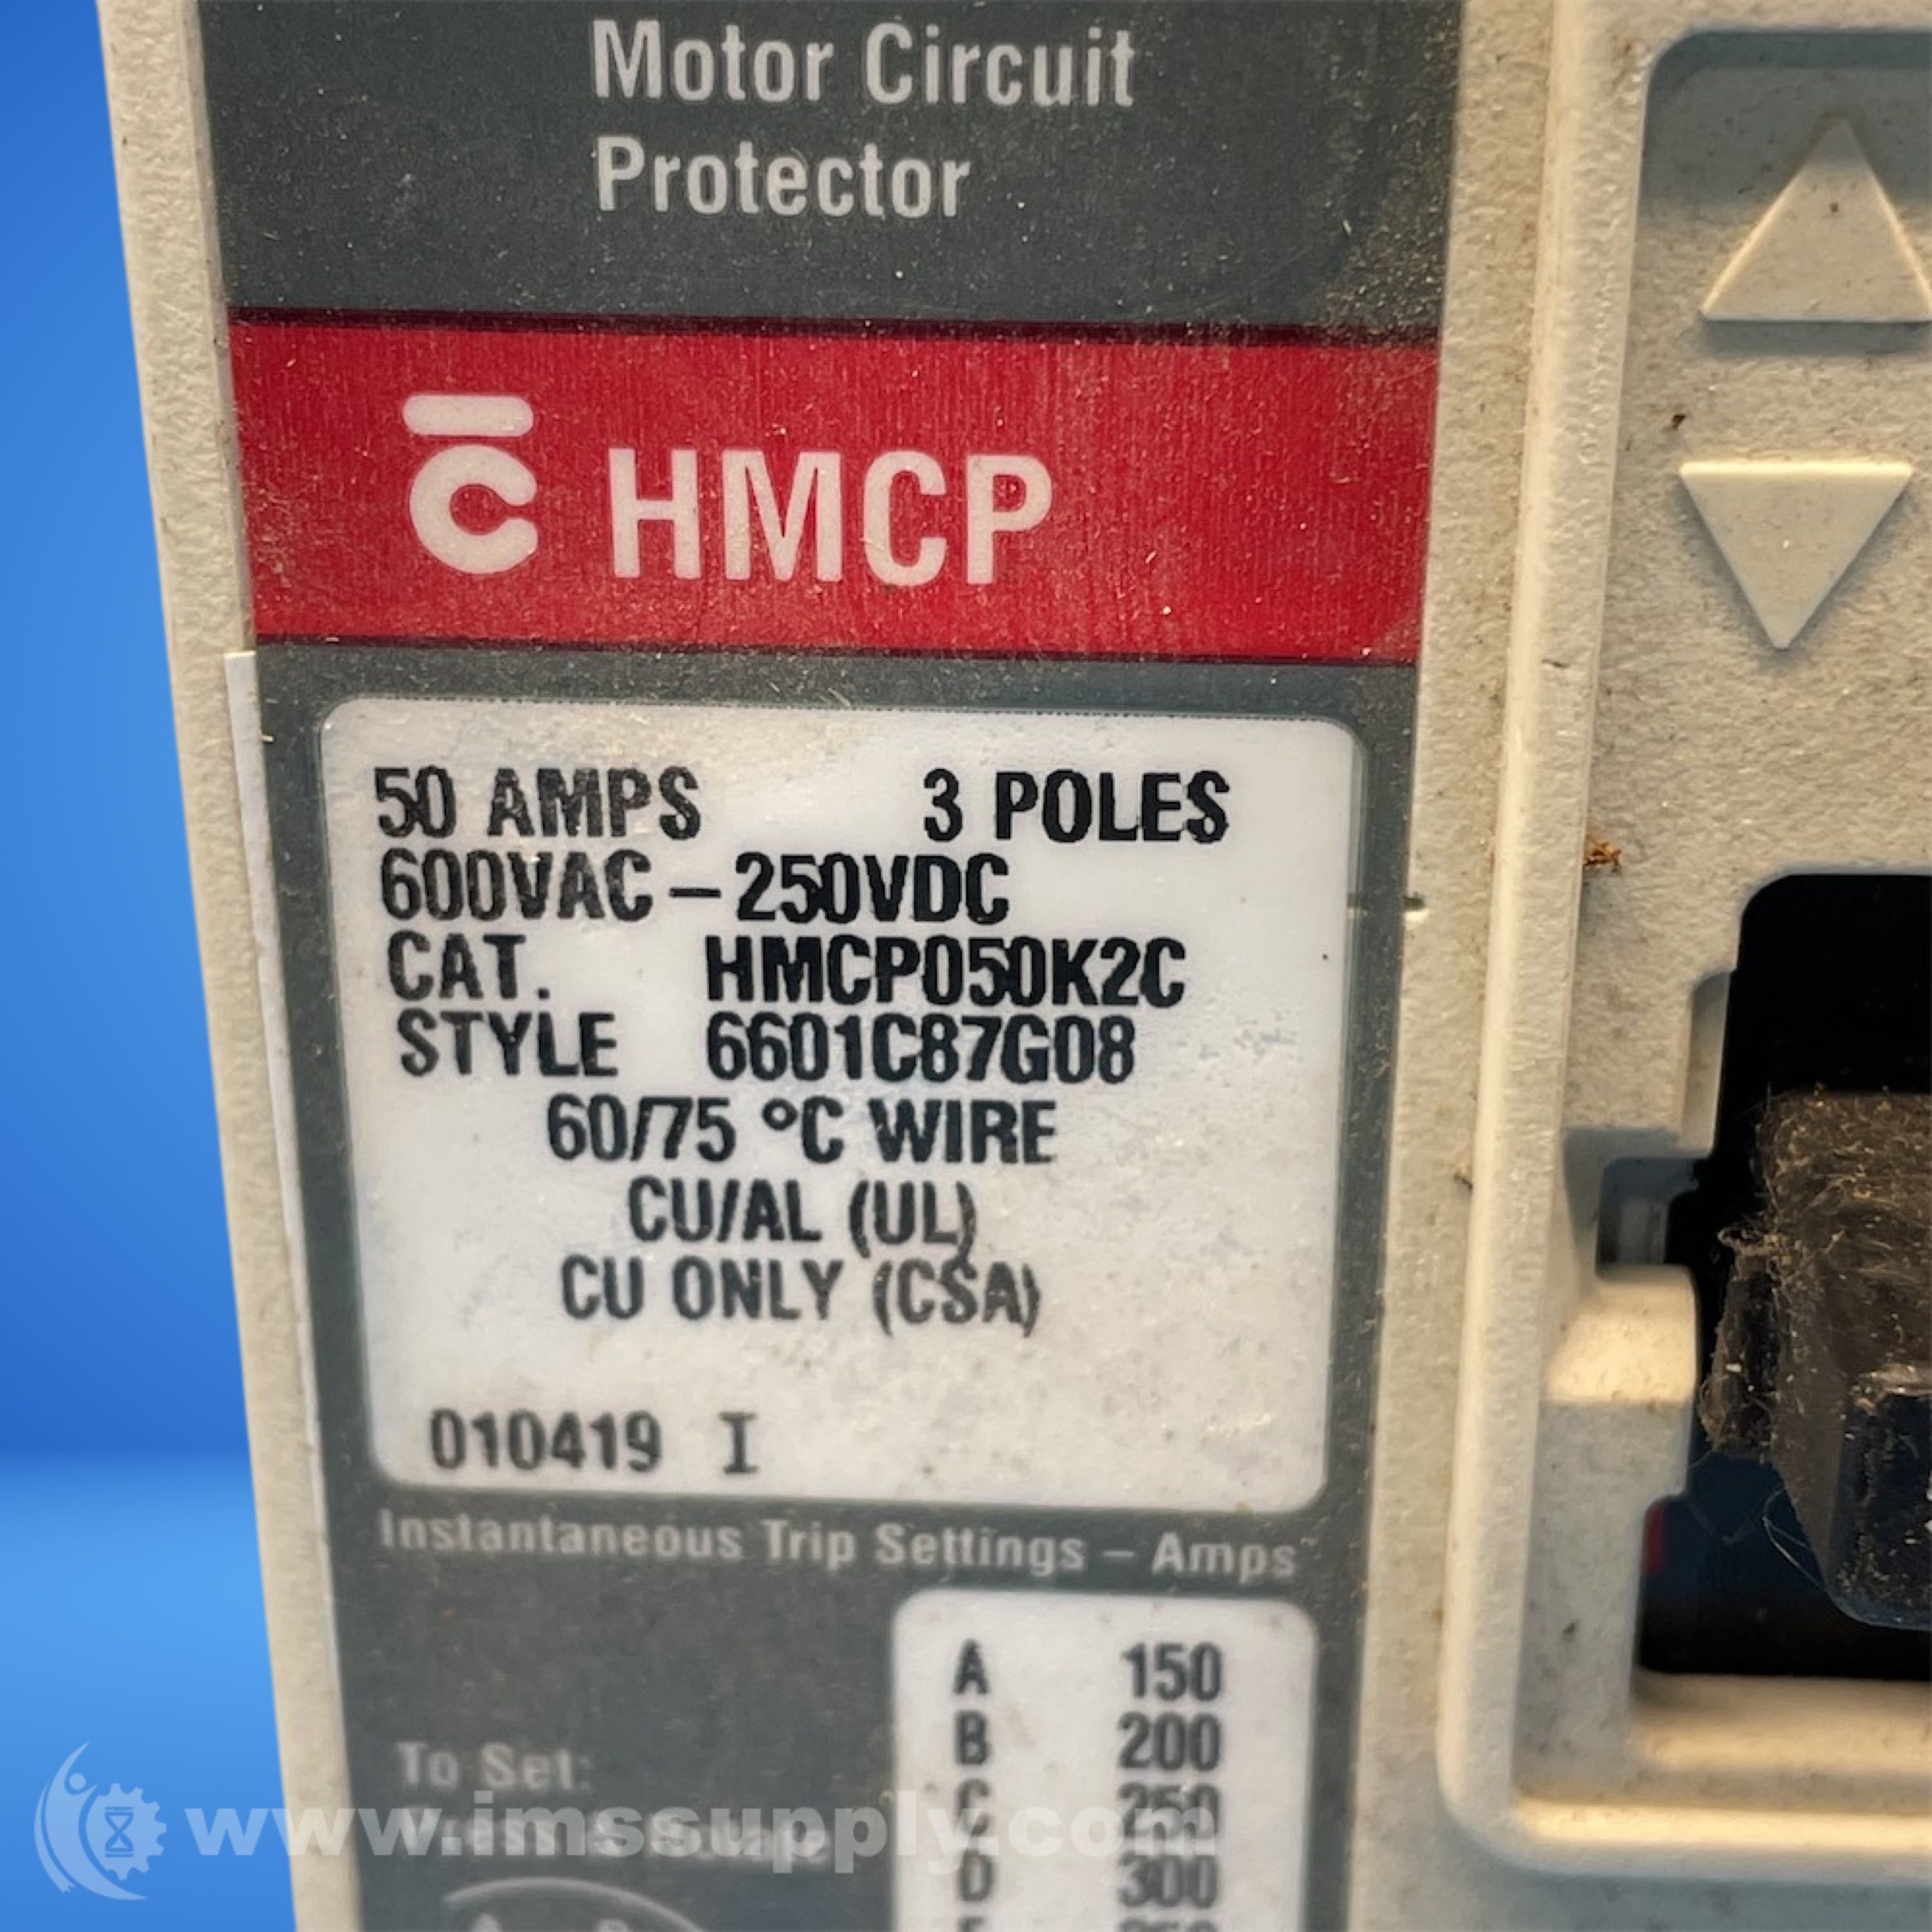 Motor Circuit
Protector
HMCP
50 AMPS 3 POLES
600VAC – 250VDC
CAT. HMCP050K2C
STYLE 6601C87G08
60/75 °C WIRE
CU/AL (UL)
CU ONLY (CSA)
010419 I
Instantaneous Trip Settings – Amps
A 150
B 200
C 250
D 300
To Set:
www.imssupply.com